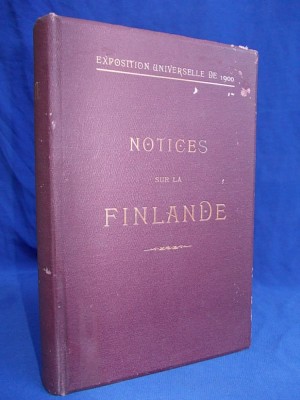 EXPOSITION UNIVERSELLE DE 1900
NOTICES
SUR LA
FINLANDE